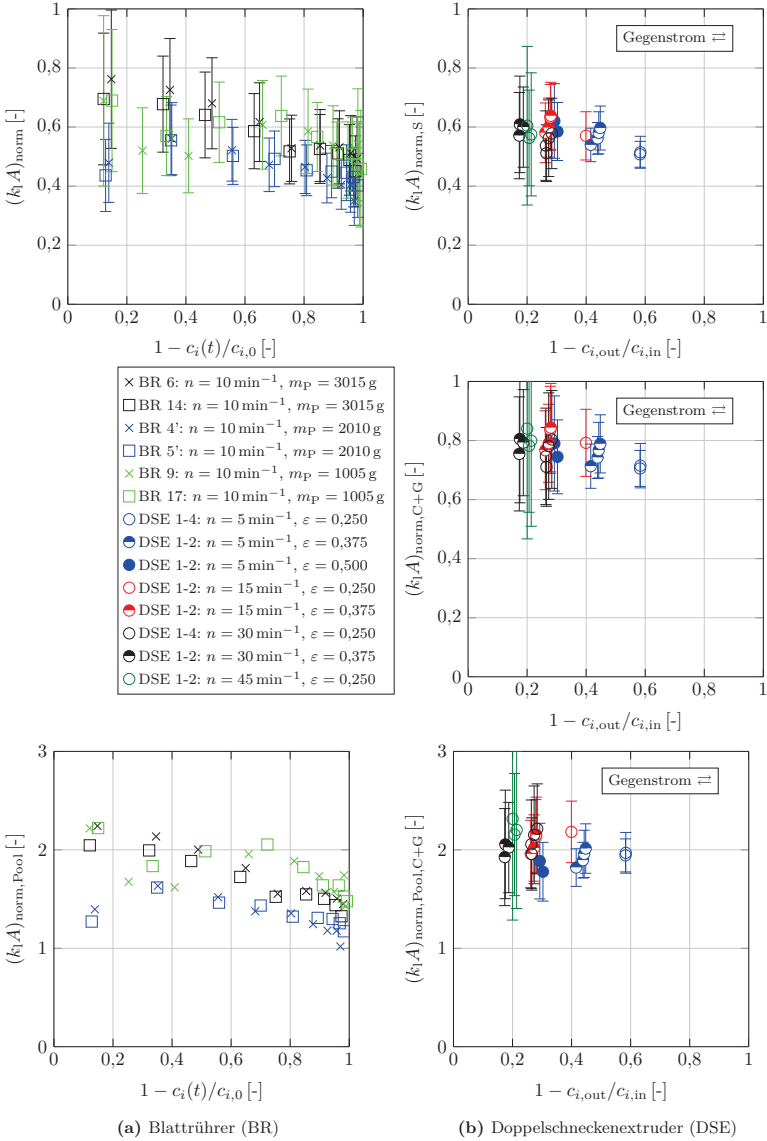 1
0,8
0,6
0,4
0,2
0
0 0,2 0,4 0,6 0,8 1
(k_l A)_norm [-]
1 − c_i(t)/c_i,0 [-]
Gegenstrom ⇄
1
0,8
0,6
0,4
0,2
0
0 0,2 0,4 0,6 0,8 1
(k_l A)_norm,S [-]
1 − c_i,out/c_i,in [-]
BR 6: n = 10 min⁻¹, m_P = 3015 g
BR 14: n = 10 min⁻¹, m_P = 3015 g
BR 4': n = 10 min⁻¹, m_P = 2010 g
BR 5': n = 10 min⁻¹, m_P = 2010 g
BR 9: n = 10 min⁻¹, m_P = 1005 g
BR 17: n = 10 min⁻¹, m_P = 1005 g
DSE 1-4: n = 5 min⁻¹, ε = 0,250
DSE 1-2: n = 5 min⁻¹, ε = 0,375
DSE 1-2: n = 5 min⁻¹, ε = 0,500
DSE 1-2: n = 15 min⁻¹, ε = 0,250
DSE 1-2: n = 15 min⁻¹, ε = 0,375
DSE 1-4: n = 30 min⁻¹, ε = 0,250
DSE 1-2: n = 30 min⁻¹, ε = 0,375
DSE 1-2: n = 45 min⁻¹, ε = 0,250
Gegenstrom ⇄
1
0,8
0,6
0,4
0,2
0
0 0,2 0,4 0,6 0,8 1
(k_l A)_norm,C+G [-]
1 − c_i,out/c_i,in [-]
3
2
1
0
0 0,2 0,4 0,6 0,8 1
(k_l A)_norm,Pool [-]
1 − c_i(t)/c_i,0 [-]
(a) Blattrührer (BR)
Gegenstrom ⇄
3
2
1
0
0 0,2 0,4 0,6 0,8 1
(k_l A)_norm,Pool,C+G [-]
1 − c_i,out/c_i,in [-]
(b) Doppelschneckenextruder (DSE)